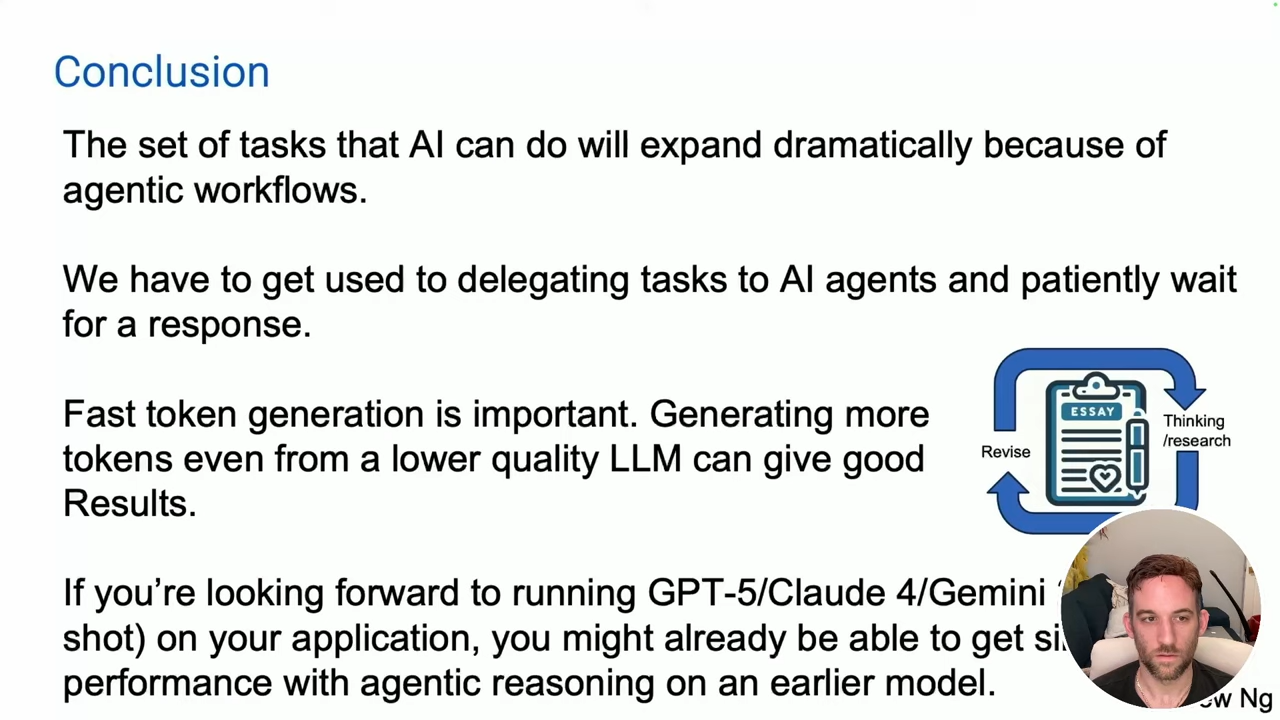 Conclusion
The set of tasks that AI can do will expand dramatically because of
agentic workflows.
We have to get used to delegating tasks to AI agents and patiently wait
for a response.
Fast token generation is important. Generating more
tokens even from a lower quality LLM can give good
Results.
ESSAY
Thinking
/research
Revise
If you’re looking forward to running GPT-5/Claude 4/Gemini
shot) on your application, you might already be able to get
performance with agentic reasoning on an earlier model.
Ng